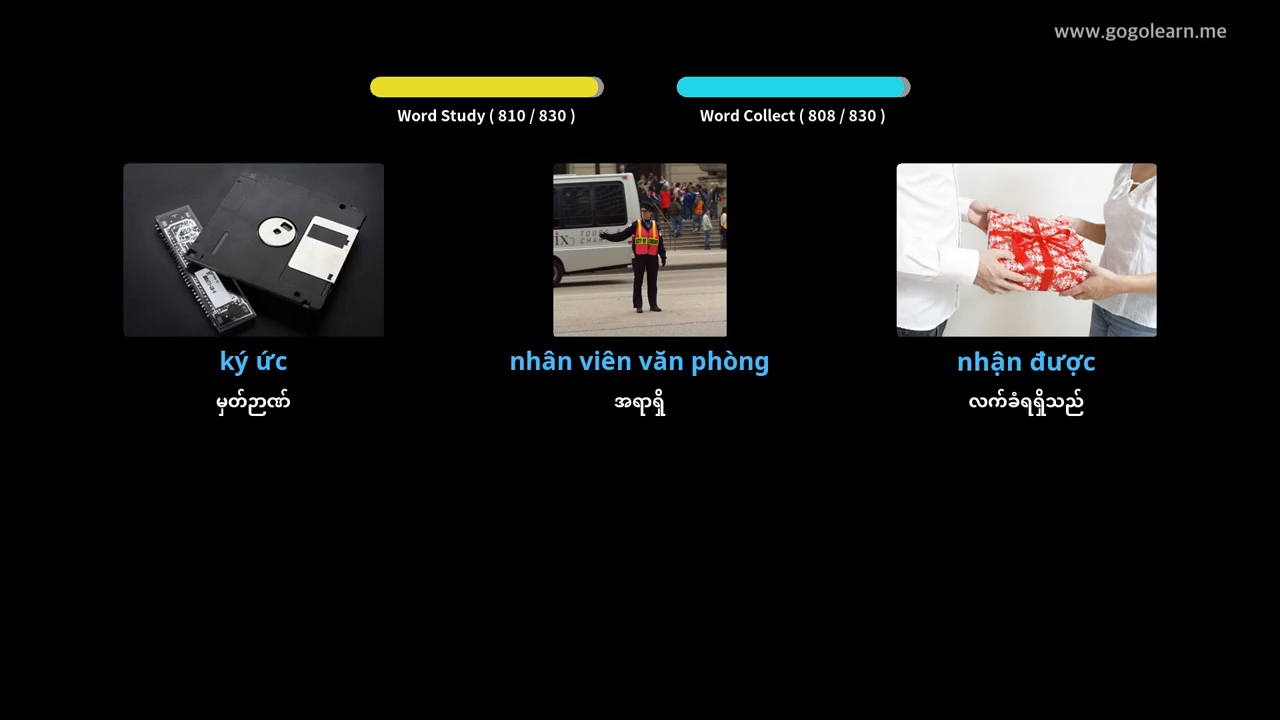 www.gogolearn.me
Word Study ( 810 / 830 )
Word Collect ( 808 / 830 )
ký ức
nhân viên văn phòng
nhận được
မှတ်ဉာဏ်
အရာရှိ
လက်ခံရရှိသည်